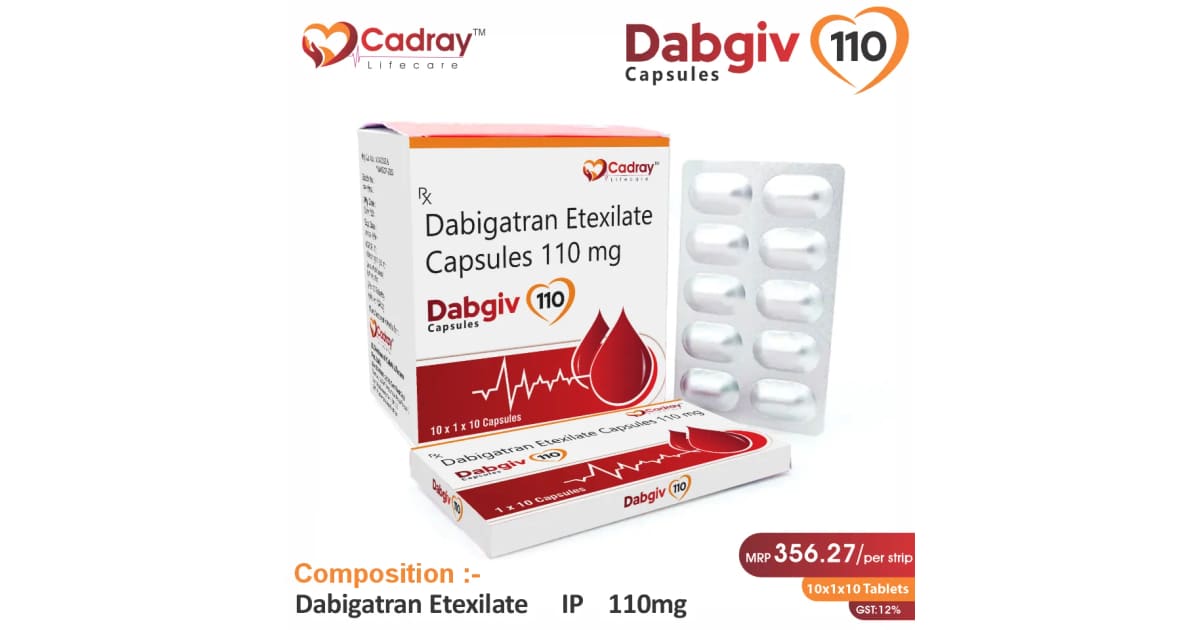 Cadray™
Lifecare
Dabgiv 110
Capsules
Cadray™
Lifecare
Rx
Dabigatran Etexilate
Capsules 110 mg
Dabgiv 110
Capsules
10 x 1 x 10 Capsules
Cadray
Cadray
Rx
Dabigatran Etexilate Capsules 110 mg
Dabgiv 110
Capsules
1 x 10 Capsules
Dabgiv 110
Dabgiv 110
MRP 356.27/per strip
10x1x10 Tablets
GST:12%
Composition :-
Dabigatran Etexilate IP 110mg